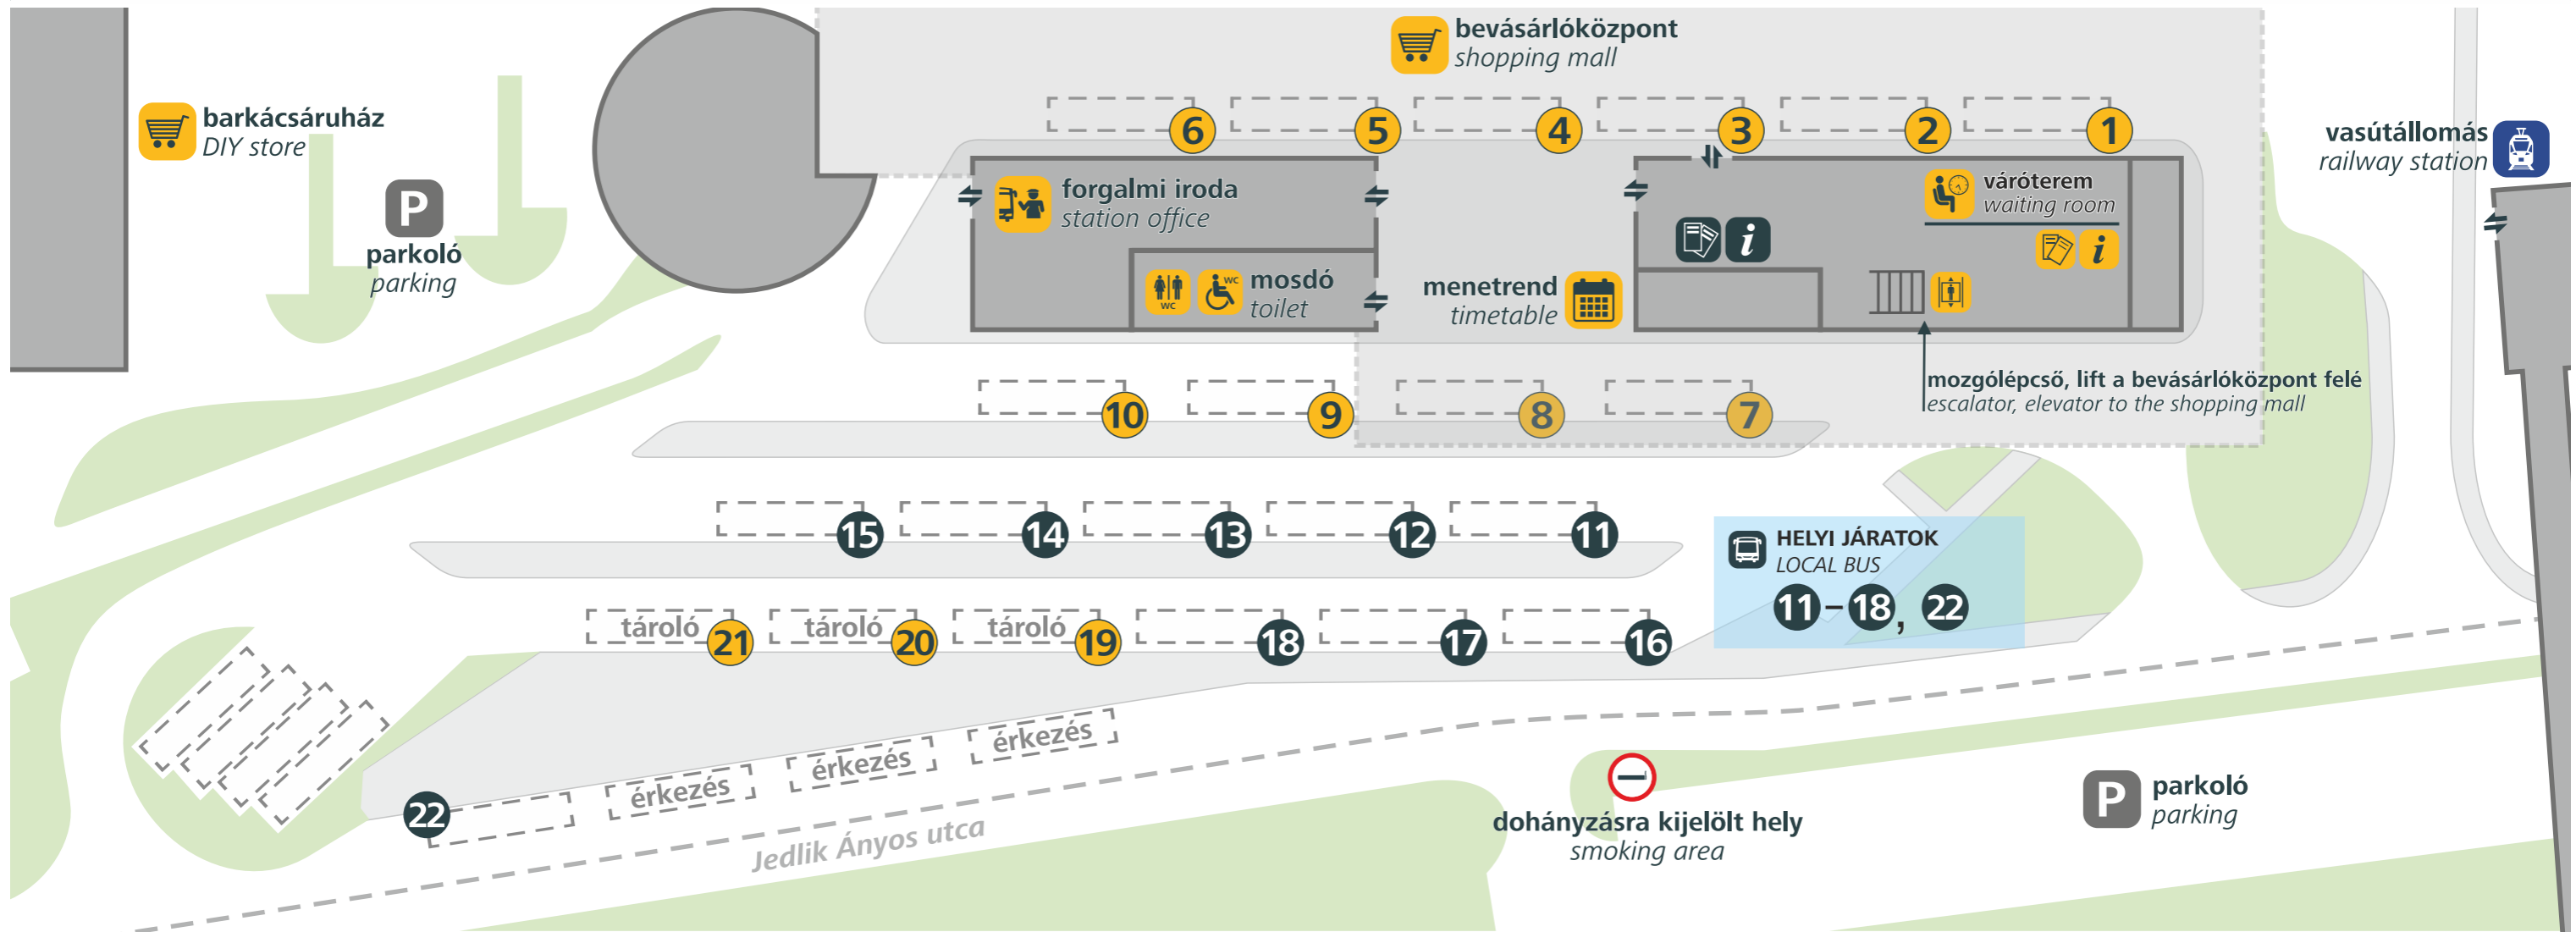 bevásárlóközpont
shopping mall
barkácsáruház
DIY store
6 5 4 3 2 1
vasútállomás
railway station
P
parkoló
parking
forgalmi iroda
station office
váróterem
waiting room
i i
WC WC
mosdó
toilet
menetrend
timetable
mozgólépcső, lift a bevásárlóközpont felé
escalator, elevator to the shopping mall
10 9 8 7
15 14 13 12 11
HELYI JÁRATOK
LOCAL BUS
11 – 18, 22
tároló 21 tároló 20 tároló 19 18 17 16
22 érkezés érkezés érkezés
Jedlik Ányos utca
dohányzásra kijelölt hely
smoking area
P
parkoló
parking